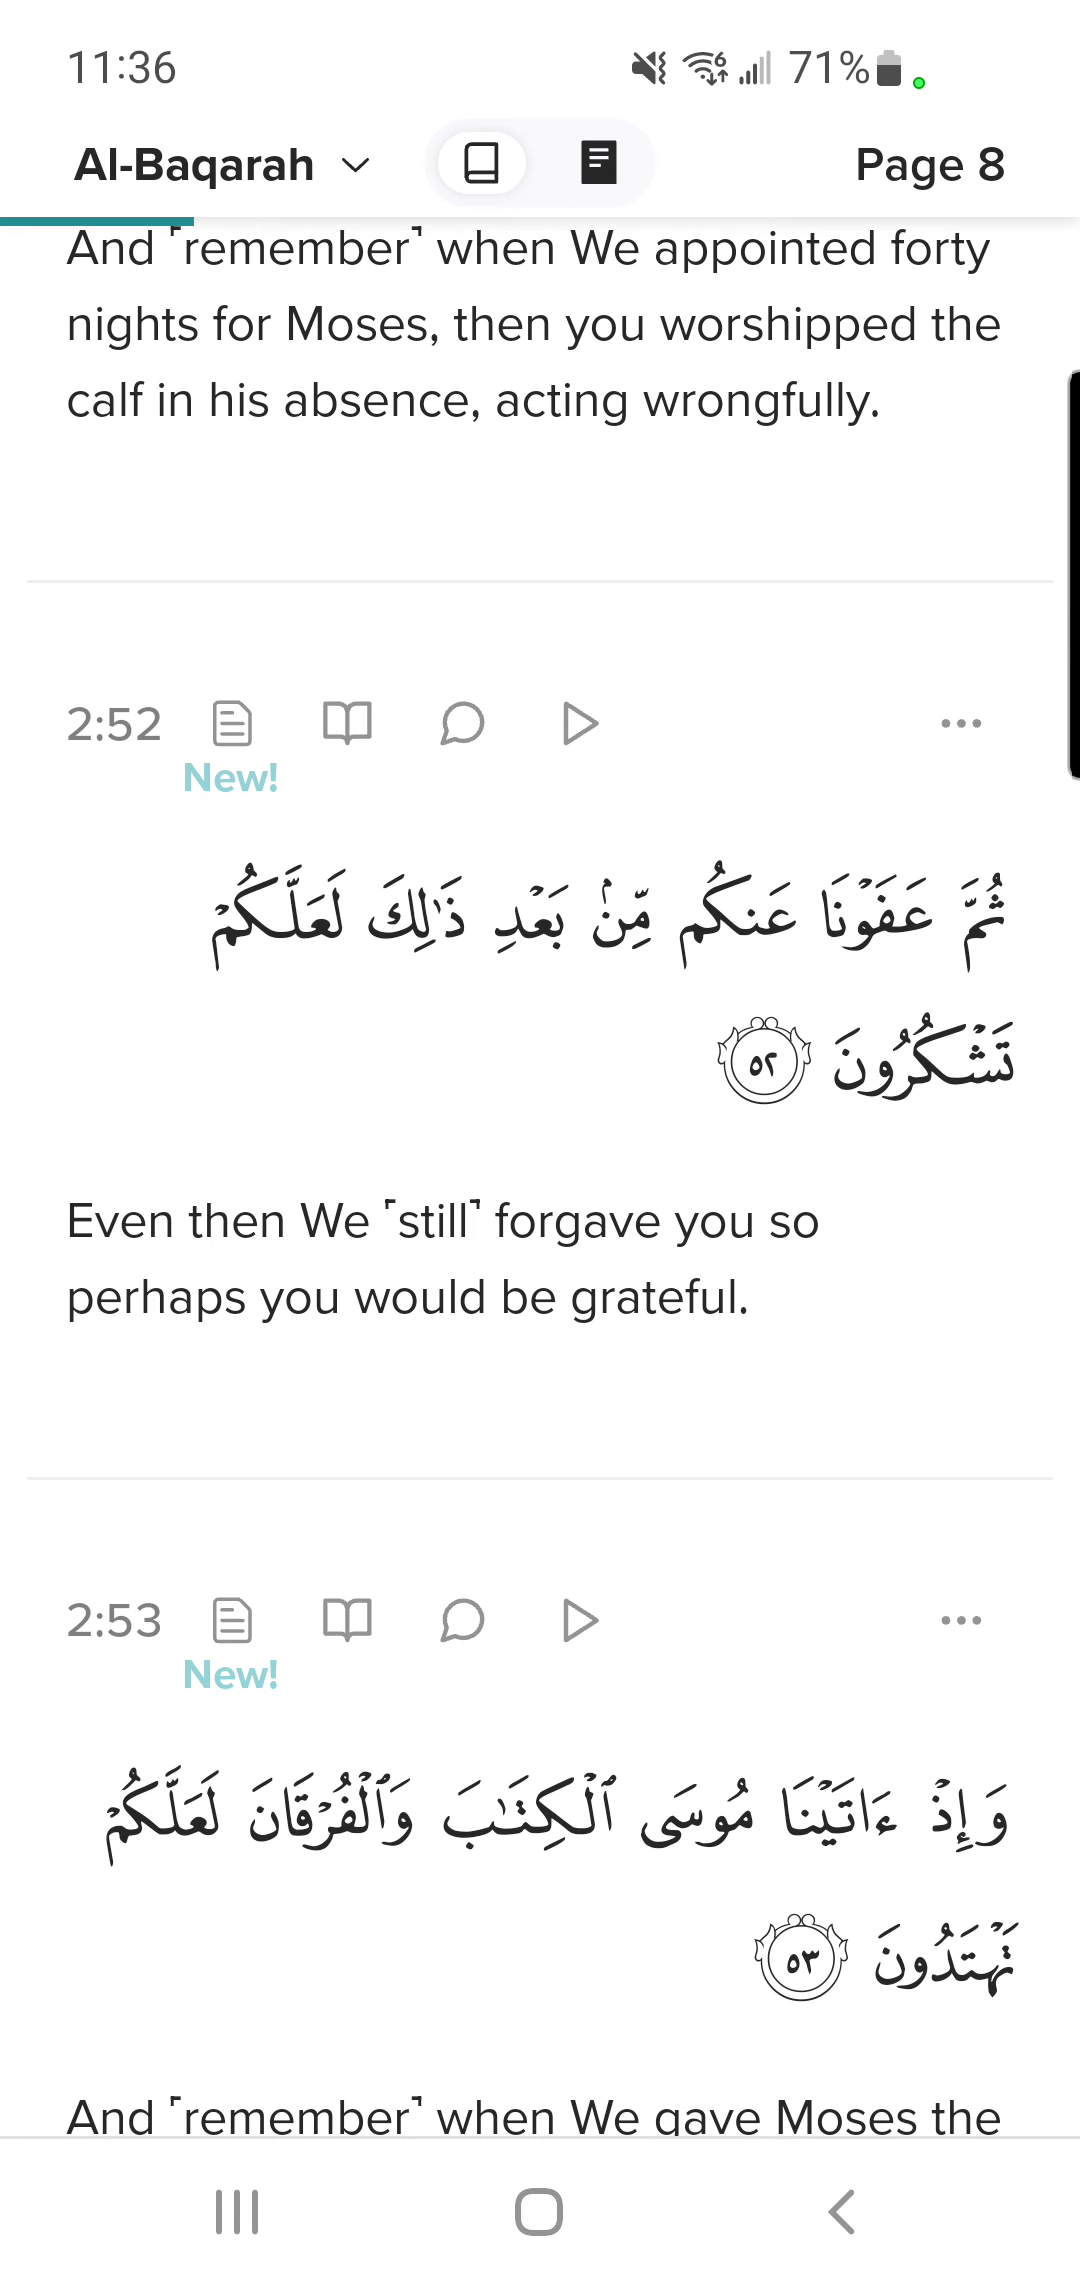 11:36 6 71%
Al-Baqarah Page 8
And ⸢remember⸣ when We appointed forty
nights for Moses, then you worshipped the
calf in his absence, acting wrongfully.
2:52
New!
ثُمَّ عَفَوْنَا عَنكُم مِّنۢ بَعْدِ ذَٰلِكَ لَعَلَّكُمْ
تَشْكُرُونَ ٥٢
Even then We ⸢still⸣ forgave you so
perhaps you would be grateful.
2:53
New!
وَإِذْ ءَاتَيْنَا مُوسَى ٱلْكِتَـٰبَ وَٱلْفُرْقَانَ لَعَلَّكُمْ
تَهْتَدُونَ ٥٣
And ⸢remember⸣ when We gave Moses the